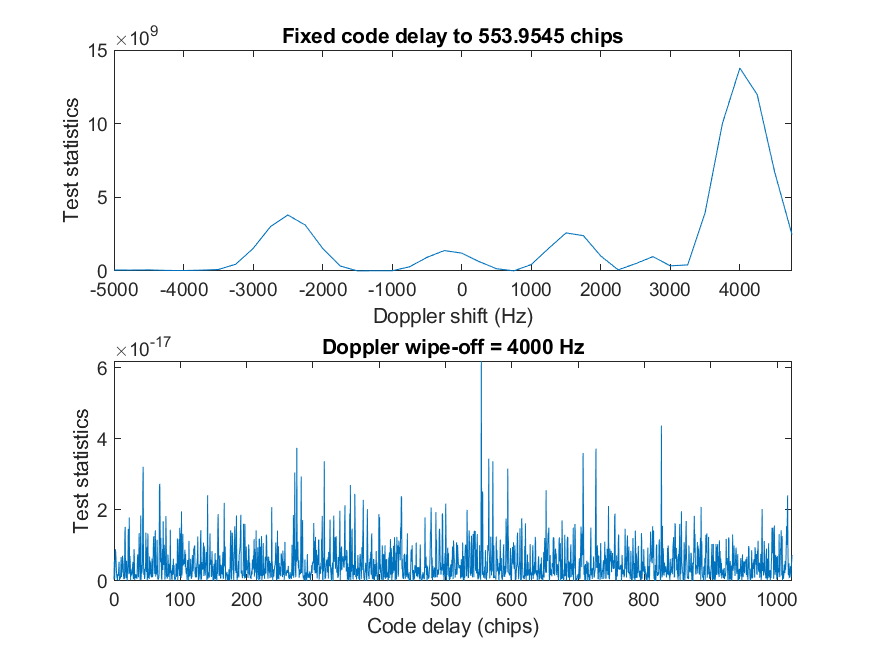 ×10^9
Fixed code delay to 553.9545 chips
15
10
5
0
Test statistics
-5000 -4000 -3000 -2000 -1000 0 1000 2000 3000 4000
Doppler shift (Hz)
×10^-17
Doppler wipe-off = 4000 Hz
6
4
2
0
Test statistics
0 100 200 300 400 500 600 700 800 900 1000
Code delay (chips)